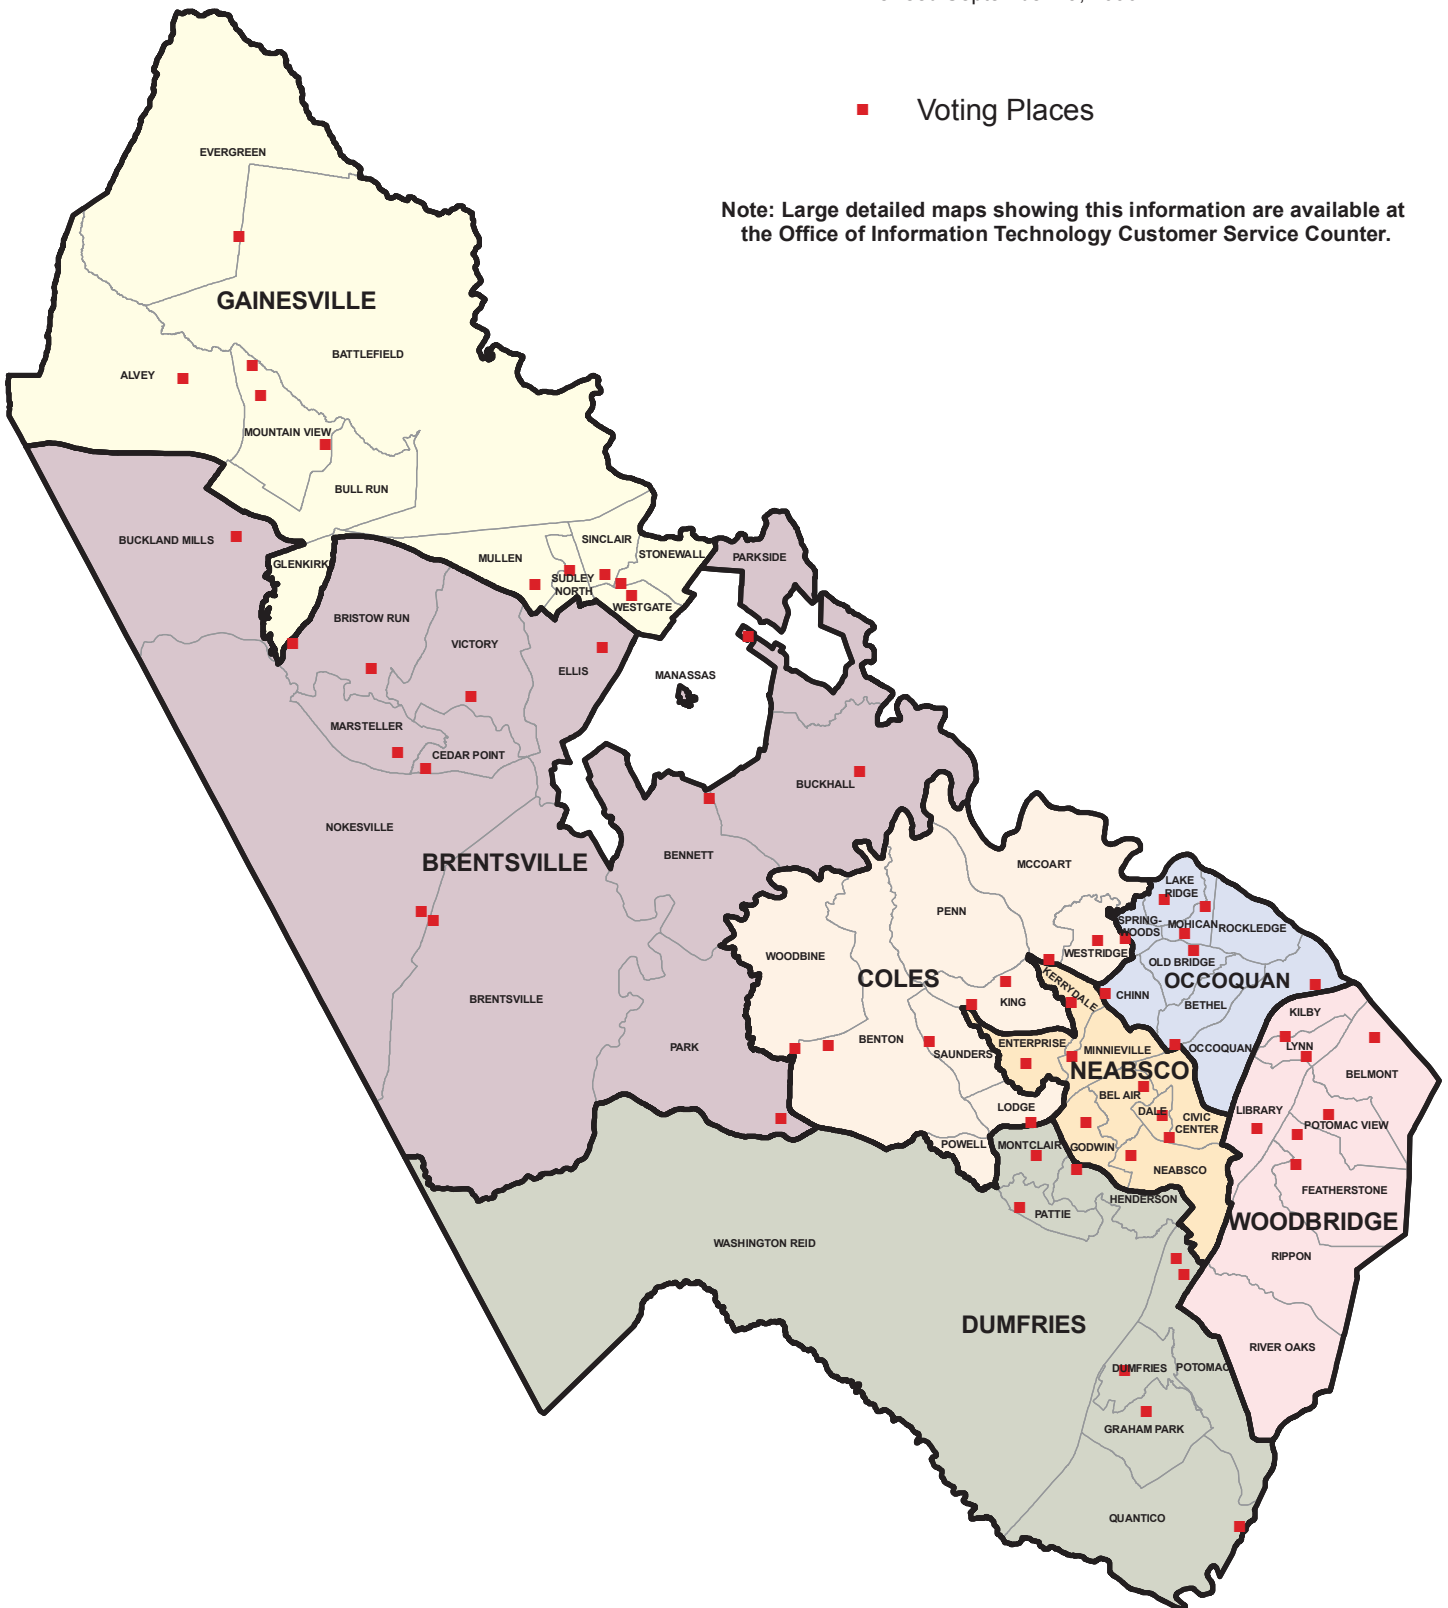 Voting Places
Note: Large detailed maps showing this information are available at
the Office of Information Technology Customer Service Counter.
EVERGREEN
GAINESVILLE
BATTLEFIELD
ALVEY
MOUNTAIN VIEW
BULL RUN
BUCKLAND MILLS
GLENKIRK
MULLEN
SINCLAIR
STONEWALL
SUDLEY
NORTH
WESTGATE
PARKSIDE
BRISTOW RUN
VICTORY
ELLIS
MANASSAS
MARSTELLER
CEDAR POINT
BUCKHALL
NOKESVILLE
BRENTSVILLE
BENNETT
MCCOART
LAKE
RIDGE
PENN
SPRING-
WOODS
MOHICAN
ROCKLEDGE
WOODBINE
WESTRIDGE
OLD BRIDGE
COLES
KERRYDALE
OCCOQUAN
BRENTSVILLE
KING
CHINN
BETHEL
KILBY
PARK
BENTON
SAUNDERS
ENTERPRISE
MINNIEVILLE
OCCOQUAN
LYNN
NEABSCO
BELMONT
BEL AIR
LODGE
DALE
CIVIC
CENTER
LIBRARY
POTOMAC VIEW
POWELL
MONTCLAIR
GODWIN
NEABSCO
FEATHERSTONE
HENDERSON
PATTIE
WOODBRIDGE
WASHINGTON REID
RIPPON
DUMFRIES
RIVER OAKS
DUMFRIES
POTOMAC
GRAHAM PARK
QUANTICO